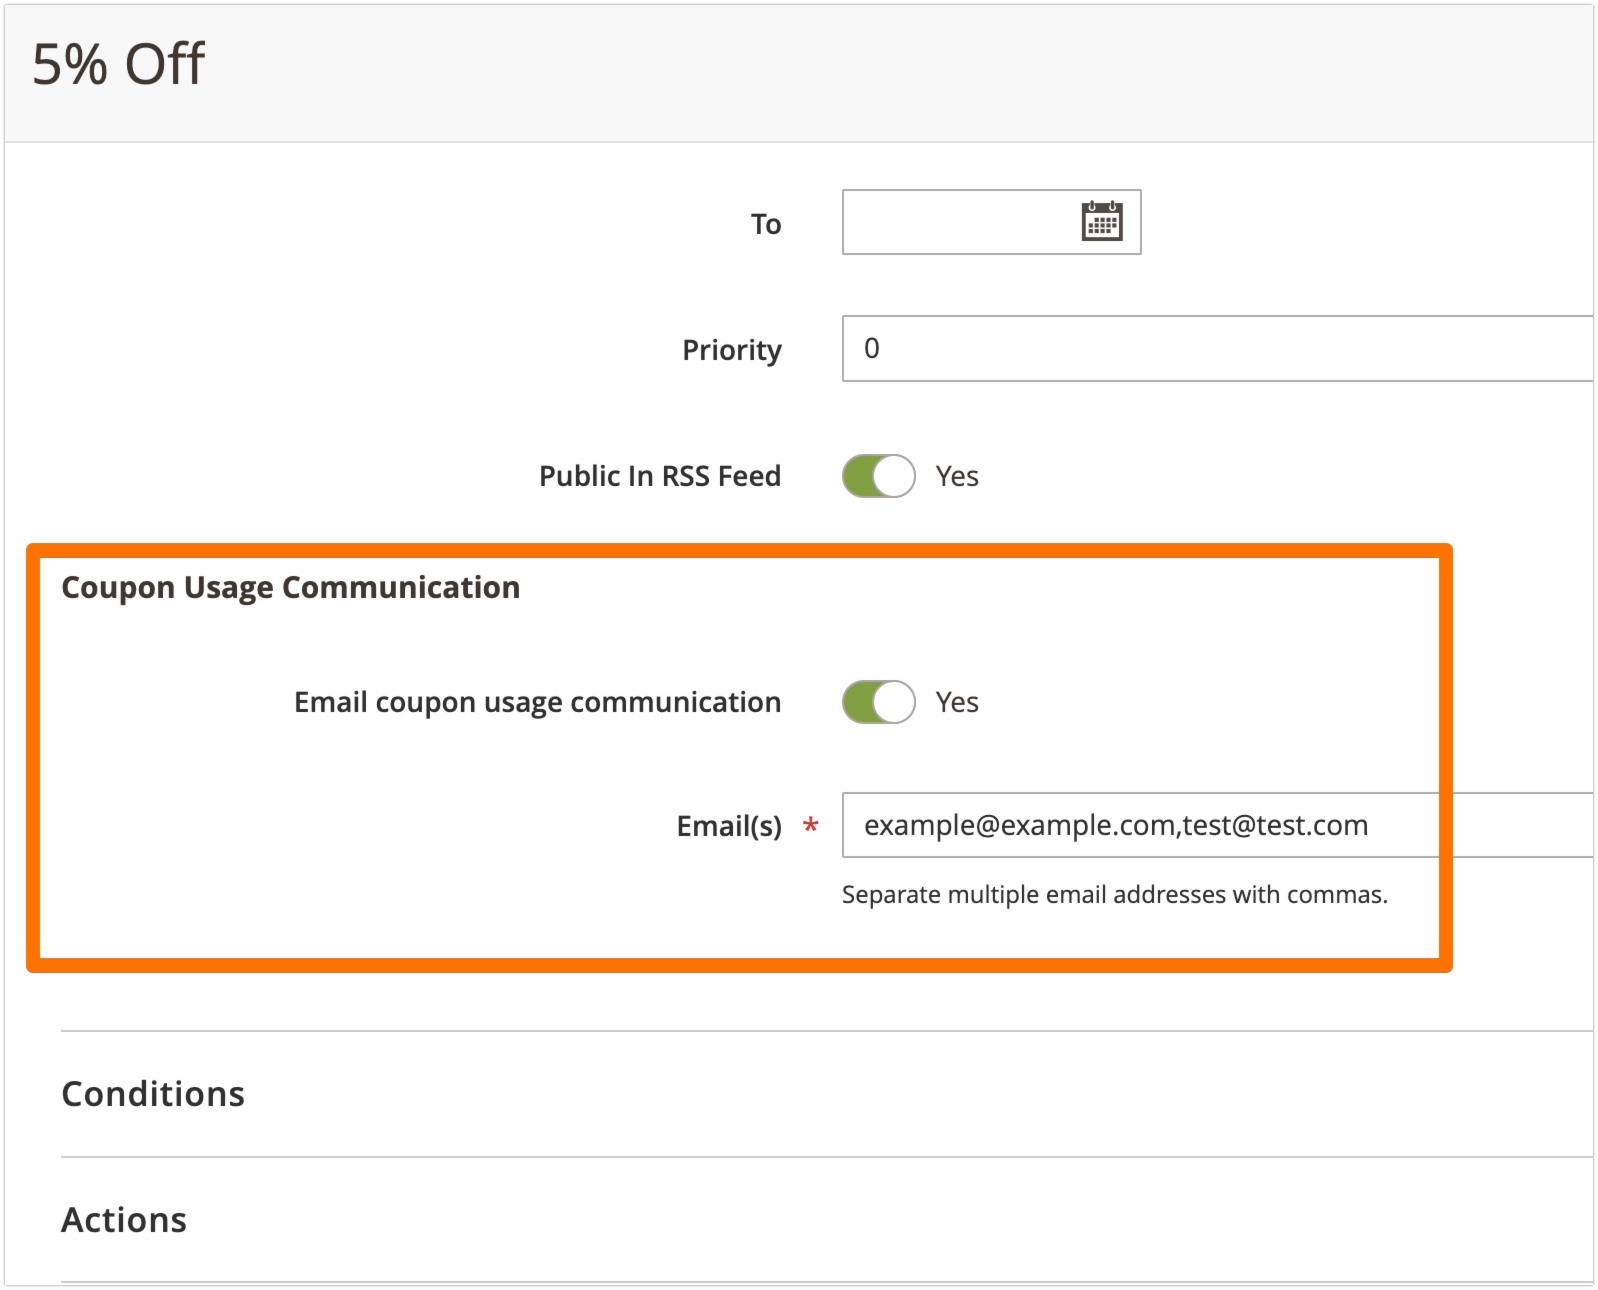 5% Off
To
Priority 0
Public In RSS Feed Yes
Coupon Usage Communication
Email coupon usage communication Yes
Email(s) * example@example.com,test@test.com
Separate multiple email addresses with commas.
Conditions
Actions